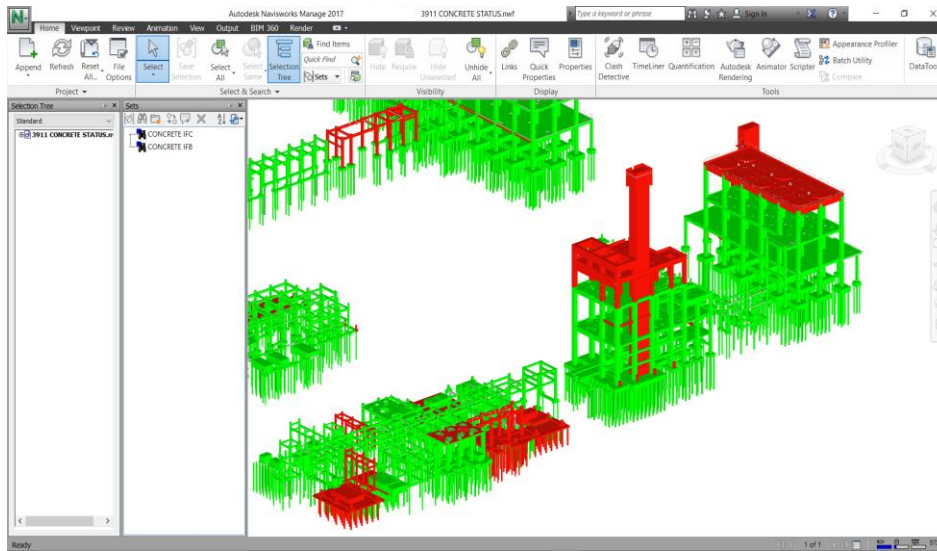 Autodesk Navisworks Manage 2017 3911 CONCRETE STATUS.nwf Type a keyword or phrase Sign In
Home Viewpoint Review Animation View Output BIM 360 Render
Append Refresh Reset All... File Options Select Save Selection Select All Select Same Selection Tree Find Items Quick Find Sets Hide Require Hide Unselected Unhide All Links Quick Properties Properties Clash Detective TimeLiner Quantification Autodesk Rendering Animator Scripter Appearance Profiler Batch Utility Compare DataToo
Project Select & Search Visibility Display Tools
Selection Tree Sets
Standard
3911 CONCRETE STATUS.nw
CONCRETE IFC
CONCRETE IFB
Ready 1 of 1